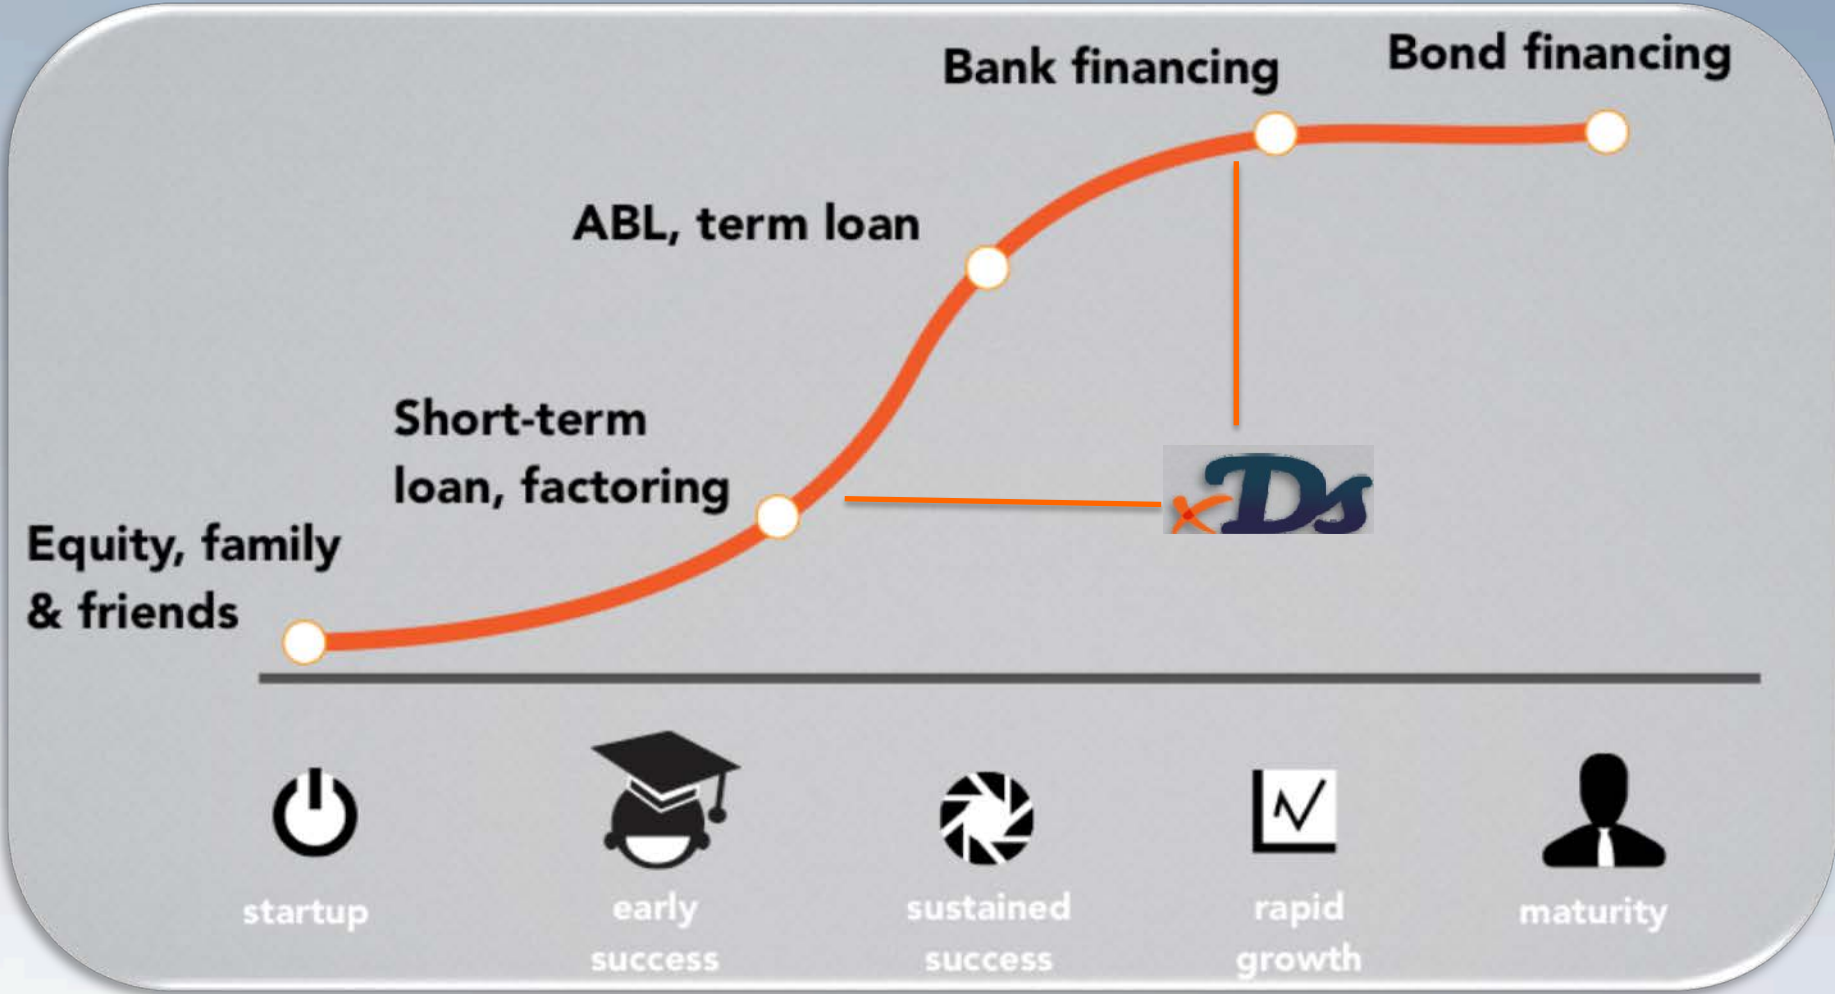 Bank financing
Bond financing
ABL, term loan
Short-term
loan, factoring
Equity, family
& friends
xDs
startup
early
success
sustained
success
rapid
growth
maturity